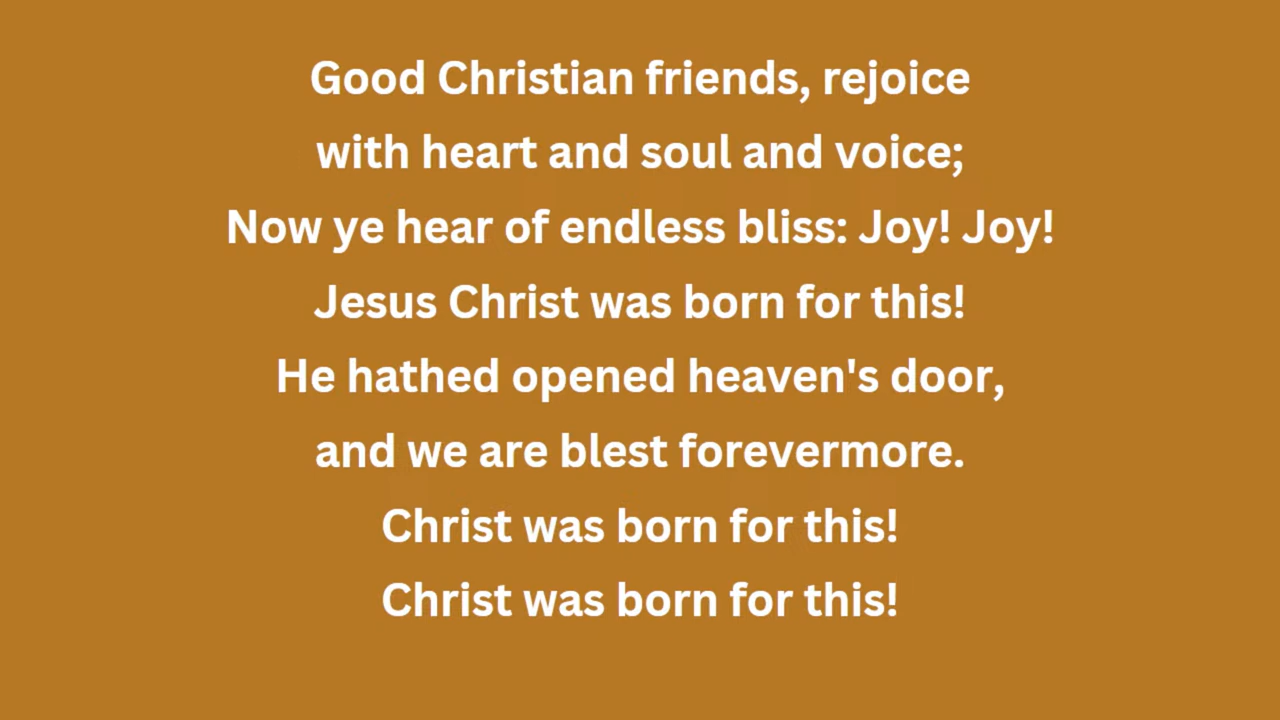 Good Christian friends, rejoice
with heart and soul and voice;
Now ye hear of endless bliss: Joy! Joy!
Jesus Christ was born for this!
He hathed opened heaven's door,
and we are blest forevermore.
Christ was born for this!
Christ was born for this!